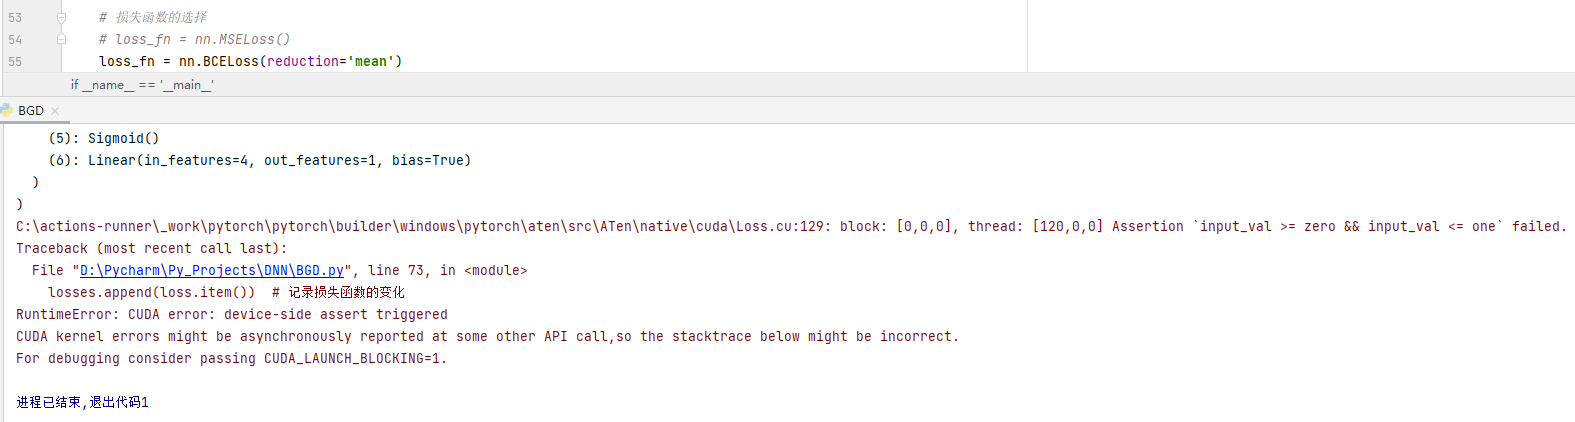 53 # 损失函数的选择
54 # loss_fn = nn.MSELoss()
55 loss_fn = nn.BCELoss(reduction='mean')
if __name__ == '__main__'
BGD
(5): Sigmoid()
(6): Linear(in_features=4, out_features=1, bias=True)
)
)
C:\actions-runner\_work\pytorch\pytorch\builder\windows\pytorch\aten\src\ATen\native\cuda\Loss.cu:129: block: [0,0,0], thread: [120,0,0] Assertion `input_val >= zero && input_val <= one` failed.
Traceback (most recent call last):
File "D:\Pycharm\Py_Projects\DNN\BGD.py", line 73, in <module>
losses.append(loss.item())  # 记录损失函数的变化
RuntimeError: CUDA error: device-side assert triggered
CUDA kernel errors might be asynchronously reported at some other API call,so the stacktrace below might be incorrect.
For debugging consider passing CUDA_LAUNCH_BLOCKING=1.
进程已结束,退出代码1